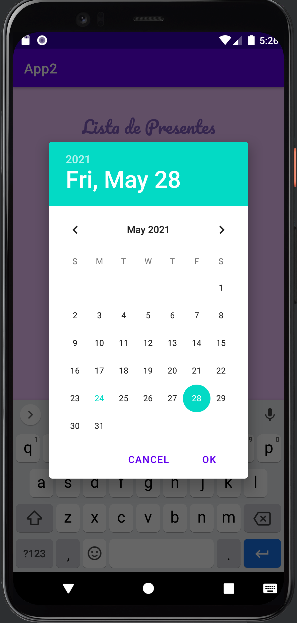 5:26
App2
Lista de Presentes
2021
Fri, May 28
May 2021
S M T W T F S
1
2 3 4 5 6 7 8
9 10 11 12 13 14 15
16 17 18 19 20 21 22
23 24 25 26 27 28 29
30 31
CANCEL OK
q 1 9 p 0
a s d f g h j k l
z x c v b n m
?123 , .